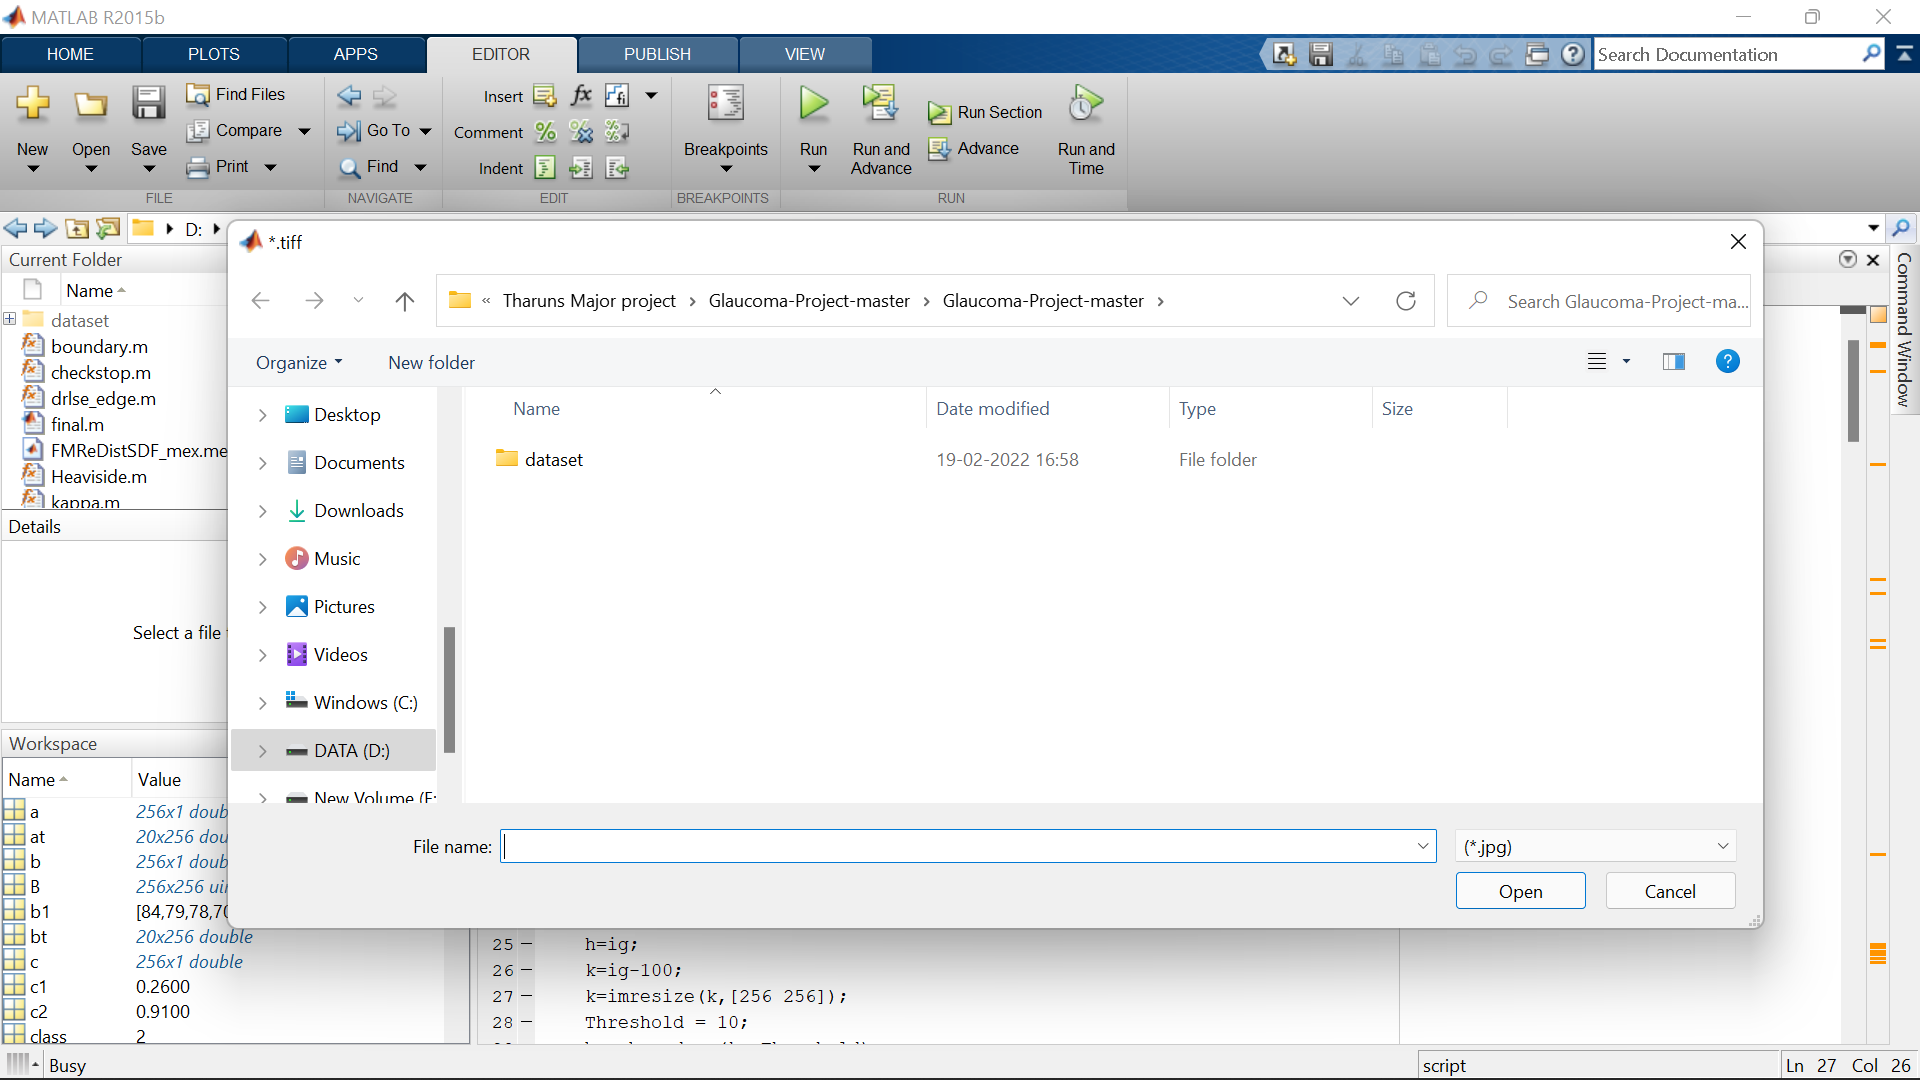 MATLAB R2015b
HOME PLOTS APPS EDITOR PUBLISH VIEW
Search Documentation
Find Files Insert fx
Compare Go To Comment Run Section
New Open Save Breakpoints Run Run and Advance Advance Run and Time
Print Find Indent
FILE NAVIGATE EDIT BREAKPOINTS RUN
D:
Current Folder
Name
dataset
boundary.m
checkstop.m
drlse_edge.m
final.m
FMReDistSDF_mex.me
Heaviside.m
kappa.m
Details
Select a file
Workspace
Name Value
a 256x1 doub
at 20x256 dou
b 256x1 doub
B 256x256 uin
b1 [84,79,78,70
bt 20x256 double
c 256x1 double
c1 0.2600
c2 0.9100
class 2
*.tiff
« Tharuns Major project > Glaucoma-Project-master > Glaucoma-Project-master >
Search Glaucoma-Project-ma...
Organize New folder
?
Desktop
Documents
Downloads
Music
Pictures
Videos
Windows (C:)
DATA (D:)
New Volume (E:
Name Date modified Type Size
dataset 19-02-2022 16:58 File folder
File name: (*.jpg)
Open Cancel
Command Window
25 – h=ig;
26 – k=ig-100;
27 – k=imresize(k,[256 256]);
28 – Threshold = 10;
Busy script Ln 27 Col 26